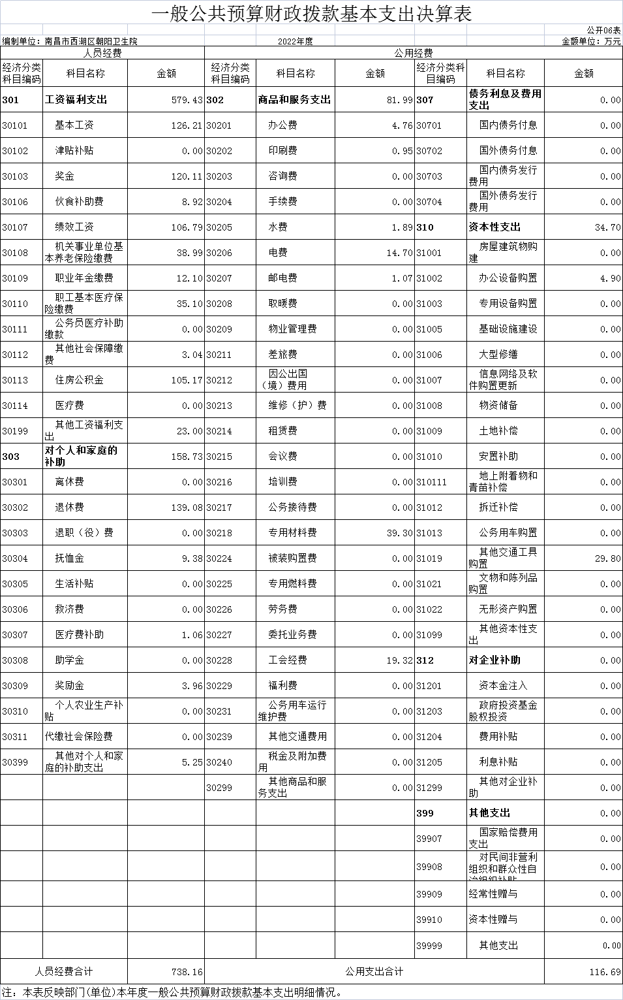 一般公共预算财政拨款基本支出决算表
公开06表
编制单位：南昌市西湖区朝阳卫生院 2022年度 金额单位：万元
人员经费 公用经费
经济分类科目编码 科目名称 金额 经济分类科目编码 科目名称 金额 经济分类科目编码 科目名称 金额
301 工资福利支出 579.43 302 商品和服务支出 81.99 307 债务利息及费用支出 0.00
30101 基本工资 126.21 30201 办公费 4.76 30701 国内债务付息 0.00
30102 津贴补贴 0.00 30202 印刷费 0.95 30702 国外债务付息 0.00
30103 奖金 120.11 30203 咨询费 0.00 30703 国内债务发行费用 0.00
30106 伙食补助费 8.92 30204 手续费 0.00 30704 国外债务发行费用 0.00
30107 绩效工资 106.79 30205 水费 1.89 310 资本性支出 34.70
30108 机关事业单位基本养老保险缴费 38.99 30206 电费 14.70 31001 房屋建筑物购建 0.00
30109 职业年金缴费 12.10 30207 邮电费 1.07 31002 办公设备购置 4.90
30110 职工基本医疗保险缴费 35.10 30208 取暖费 0.00 31003 专用设备购置 0.00
30111 公务员医疗补助缴款 0.00 30209 物业管理费 0.00 31005 基础设施建设 0.00
30112 其他社会保障缴费 3.04 30211 差旅费 0.00 31006 大型修缮 0.00
30113 住房公积金 105.17 30212 因公出国（境）费用 0.00 31007 信息网络及软件购置更新 0.00
30114 医疗费 0.00 30213 维修（护）费 0.00 31008 物资储备 0.00
30199 其他工资福利支出 23.00 30214 租赁费 0.00 31009 土地补偿 0.00
303 对个人和家庭的补助 158.73 30215 会议费 0.00 31010 安置补助 0.00
30301 离休费 0.00 30216 培训费 0.00 310111 地上附着物和青苗补偿 0.00
30302 退休费 139.08 30217 公务接待费 0.00 31012 拆迁补偿 0.00
30303 退职（役）费 0.00 30218 专用材料费 39.30 31013 公务用车购置 0.00
30304 抚恤金 9.38 30224 被装购置费 0.00 31019 其他交通工具购置 29.80
30305 生活补贴 0.00 30225 专用燃料费 0.00 31021 文物和陈列品购置 0.00
30306 救济费 0.00 30226 劳务费 0.00 31022 无形资产购置 0.00
30307 医疗费补助 1.06 30227 委托业务费 0.00 31099 其他资本性支出 0.00
30308 助学金 0.00 30228 工会经费 19.32 312 对企业补助 0.00
30309 奖励金 3.96 30229 福利费 0.00 31201 资本金注入 0.00
30310 个人农业生产补贴 0.00 30231 公务用车运行维护费 0.00 31203 政府投资基金股权投资 0.00
30311 代缴社会保险费 0.00 30239 其他交通费用 0.00 31204 费用补贴 0.00
30399 其他对个人和家庭的补助支出 5.25 30240 税金及附加费用 0.00 31205 利息补贴 0.00
30299 其他商品和服务支出 0.00 31299 其他对企业补助 0.00
399 其他支出 0.00
39907 国家赔偿费用支出 0.00
39908 对民间非营利组织和群众性自治组织补贴 0.00
39909 经常性赠与 0.00
39910 资本性赠与 0.00
39999 其他支出 0.00
人员经费合计 738.16 公用支出合计 116.69
注：本表反映部门(单位)本年度一般公共预算财政拨款基本支出明细情况。